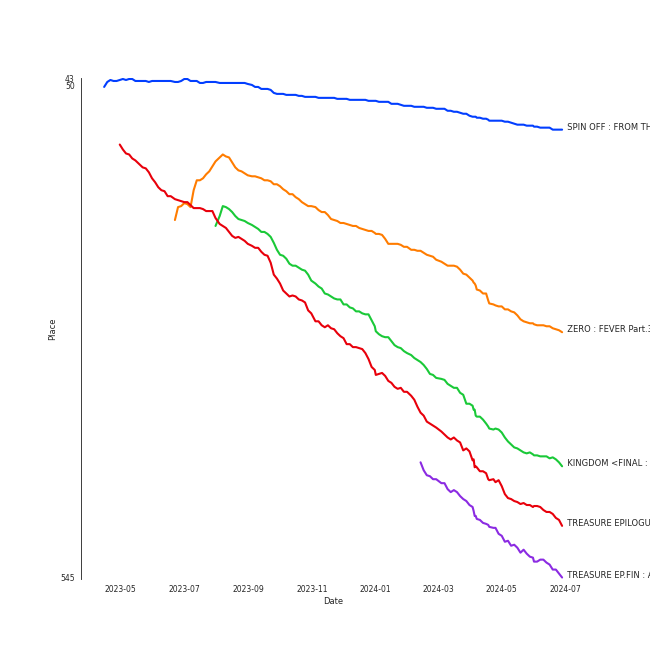 43
50
SPIN OFF : FROM TH
ZERO : FEVER Part.3
Place
KINGDOM <FINAL :
TREASURE EPILOGU
TREASURE EP.FIN : A
545
2023-05 2023-07 2023-09 2023-11 2024-01 2024-03 2024-05 2024-07
Date